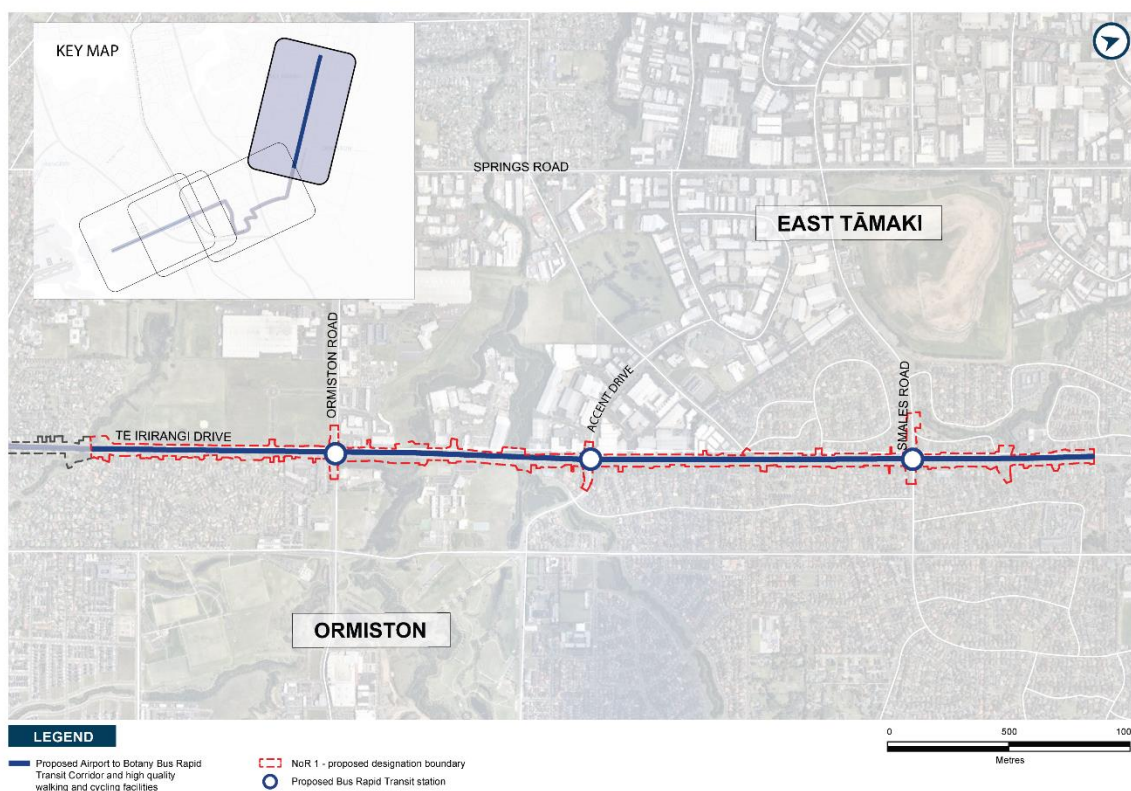 KEY MAP
SPRINGS ROAD
EAST TĀMAKI
ORMISTON ROAD
ACCENT DRIVE
SMALES ROAD
TE IRIRANGI DRIVE
ORMISTON
LEGEND
Proposed Airport to Botany Bus Rapid
Transit Corridor and high quality
walking and cycling facilities
NoR 1 - proposed designation boundary
Proposed Bus Rapid Transit station
0 500 100
Metres